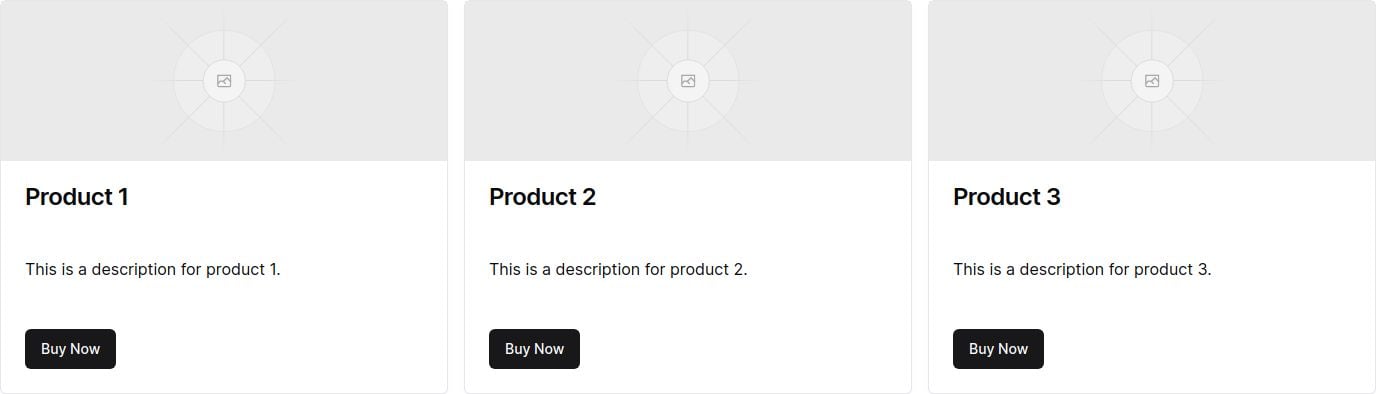 Product 1
This is a description for product 1.
Buy Now
Product 2
This is a description for product 2.
Buy Now
Product 3
This is a description for product 3.
Buy Now